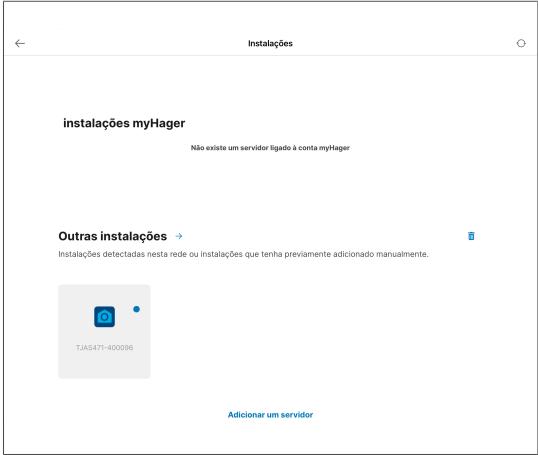 Instalações
instalações myHager
Não existe um servidor ligado à conta myHager
Outras instalações
Instalações detectadas nesta rede ou instalações que tenha previamente adicionado manualmente.
TJAS471-400096
Adicionar um servidor